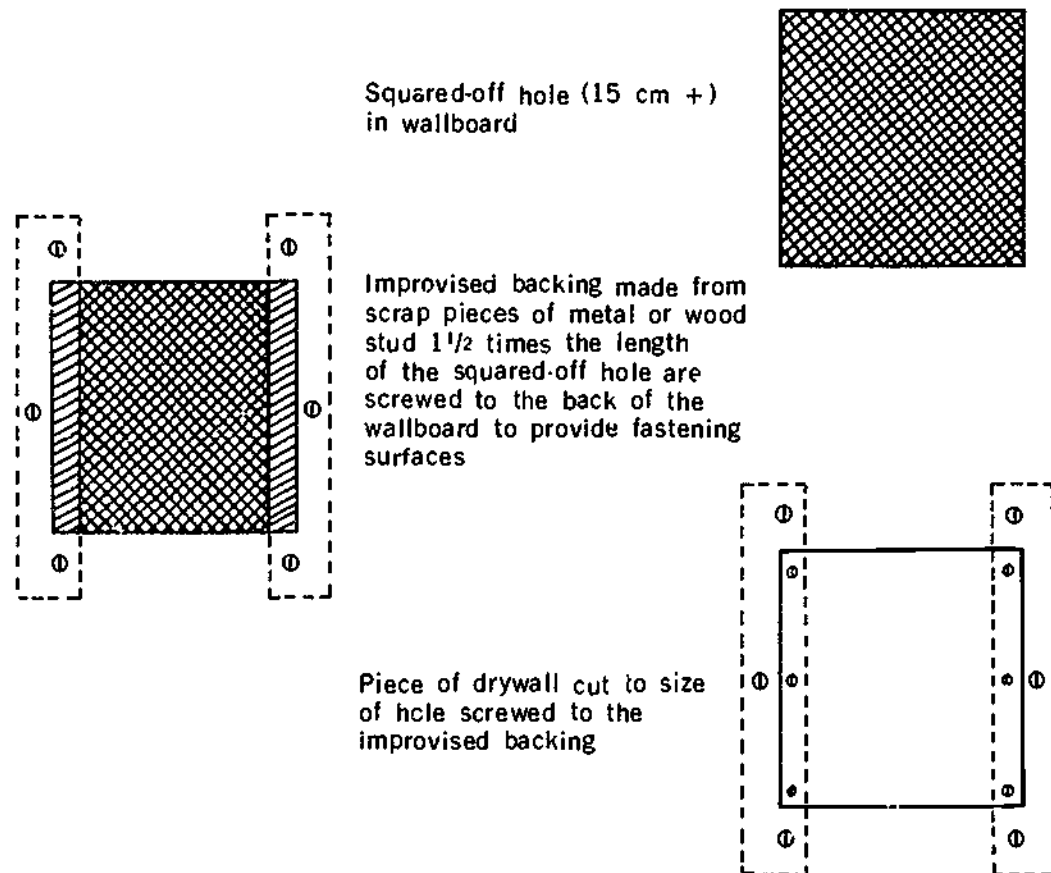 Squared-off hole (15 cm +)
in wallboard
Improvised backing made from
scrap pieces of metal or wood
stud 1 1/2 times the length
of the squared-off hole are
screwed to the back of the
wallboard to provide fastening
surfaces
Piece of drywall cut to size
of hole screwed to the
improvised backing